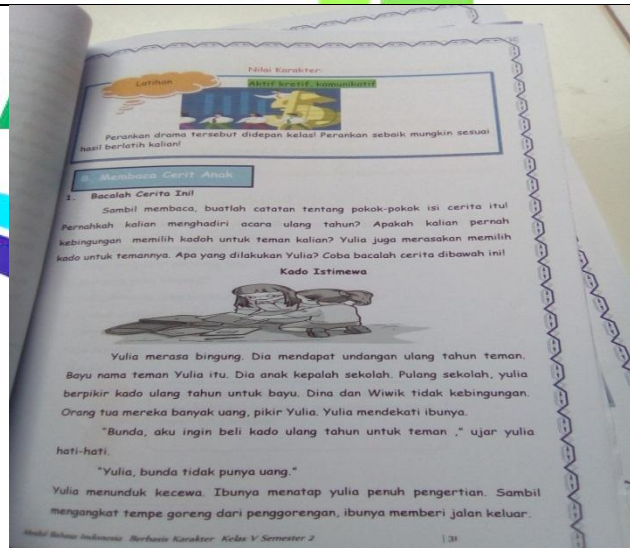 Nilai Karakter:
Latihan
Aktif kretif, komunikatif
Perankan drama tersebut didepan kelas! Perankan sebaik mungkin sesuai
hasil berlatih kalian!
Membaca Cerit Anak
1. Bacalah Cerita Ini!
Sambil membaca, buatlah catatan tentang pokok-pokok isi cerita itu!
Pernahkah kalian menghadiri acara ulang tahun? Apakah kalian pernah
kebingungan memilih kadoh untuk teman kalian? Yulia juga merasakan memilih
kado untuk temannya. Apa yang dilakukan Yulia? Coba bacalah cerita dibawah ini!
Kado Istimewa
Yulia merasa bingung. Dia mendapat undangan ulang tahun teman.
Bayu nama teman Yulia itu. Dia anak kepalah sekolah. Pulang sekolah, yulia
berpikir kado ulang tahun untuk bayu. Dina dan Wiwik tidak kebingungan.
Orang tua mereka banyak uang, pikir Yulia. Yulia mendekati ibunya.
"Bunda, aku ingin beli kado ulang tahun untuk teman ," ujar yulia
hati-hati.
"Yulia, bunda tidak punya uang."
Yulia menunduk kecewa. Ibunya menatap yulia penuh pengertian. Sambil
mengangkat tempe goreng dari penggorengan, ibunya memberi jalan keluar.
Modul Bahasa Indonesia Berbasis Karakter Kelas V Semester 2 | 31